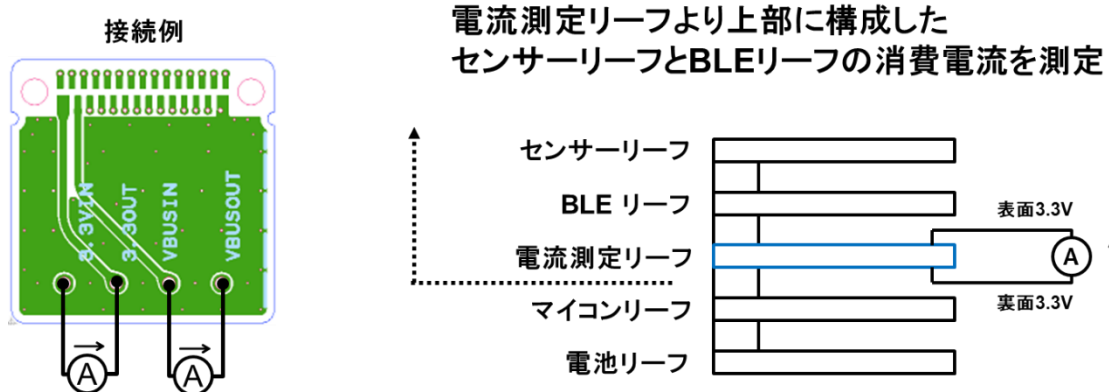 接続例
3.3VIN
3.3OUT
VBUSIN
VBUSOUT
A
A
電流測定リーフより上部に構成した
センサーリーフとBLEリーフの消費電流を測定
センサーリーフ
BLE リーフ
電流測定リーフ
マイコンリーフ
電池リーフ
表面3.3V
A
裏面3.3V